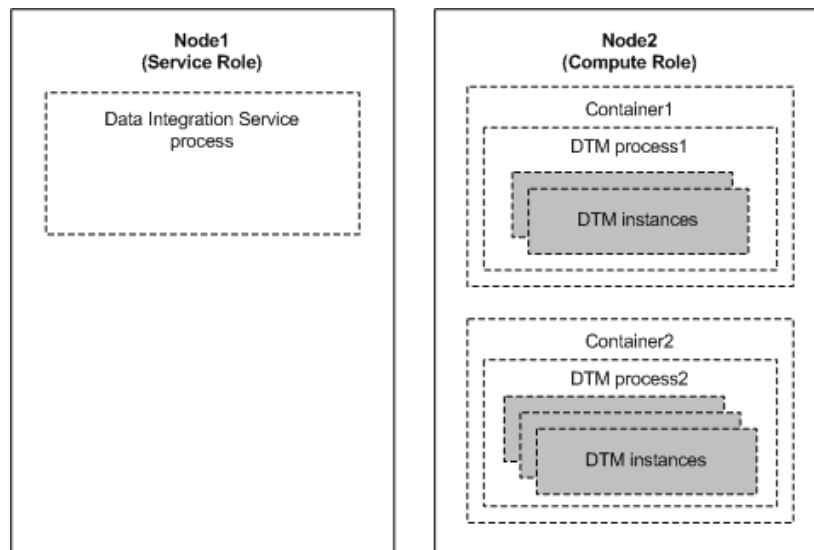 Node1
(Service Role)
Data Integration Service
process
Node2
(Compute Role)
Container1
DTM process1
DTM instances
Container2
DTM process2
DTM instances